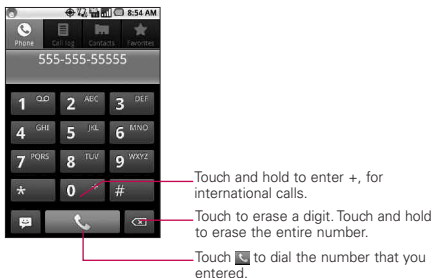 8:54 AM
Phone Call log Contacts Favorites
555-555-55555
1 2 ABC 3 DEF
4 GHI 5 JKL 6 MNO
7 PQRS 8 TUV 9 WXYZ
* 0 + #
Touch and hold to enter +, for
international calls.
Touch to erase a digit. Touch and hold
to erase the entire number.
Touch to dial the number that you
entered.